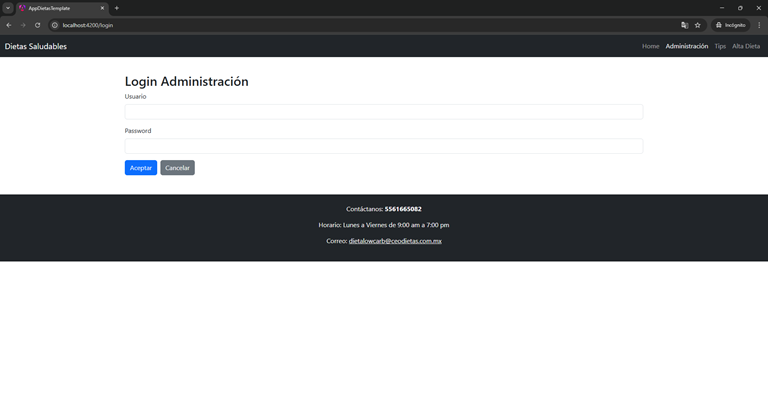 AppDietasTemplate
localhost:4200/login
Incógnito
Dietas Saludables
Home Administración Tips Alta Dieta
Login Administración
Usuario
Password
Aceptar Cancelar
Contáctanos: 5561665082
Horario: Lunes a Viernes de 9:00 am a 7:00 pm
Correo: dietalowcarb@ceodietas.com.mx